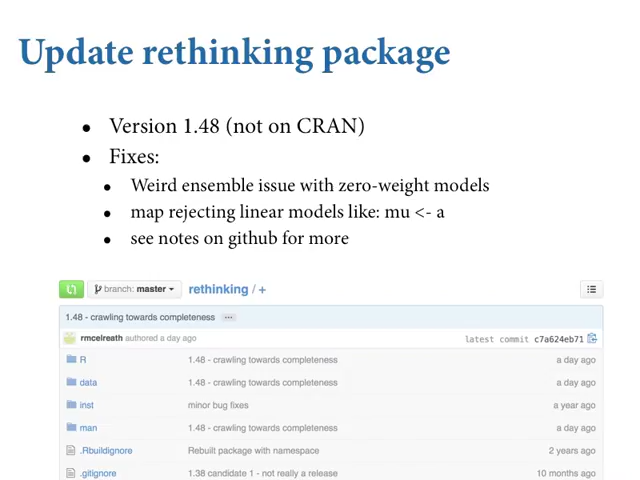 Update rethinking package
• Version 1.48 (not on CRAN)
• Fixes:
• Weird ensemble issue with zero-weight models
• map rejecting linear models like: mu <- a
• see notes on github for more
branch: master rethinking / +
1.48 - crawling towards completeness ...
rmcelreath authored a day ago latest commit c7a624eb71
R 1.48 - crawling towards completeness a day ago
data 1.48 - crawling towards completeness a day ago
inst minor bug fixes a year ago
man 1.48 - crawling towards completeness a day ago
.Rbuildignore Rebuilt package with namespace 2 years ago
.gitignore 1.38 candidate 1 - not really a release 10 months ago